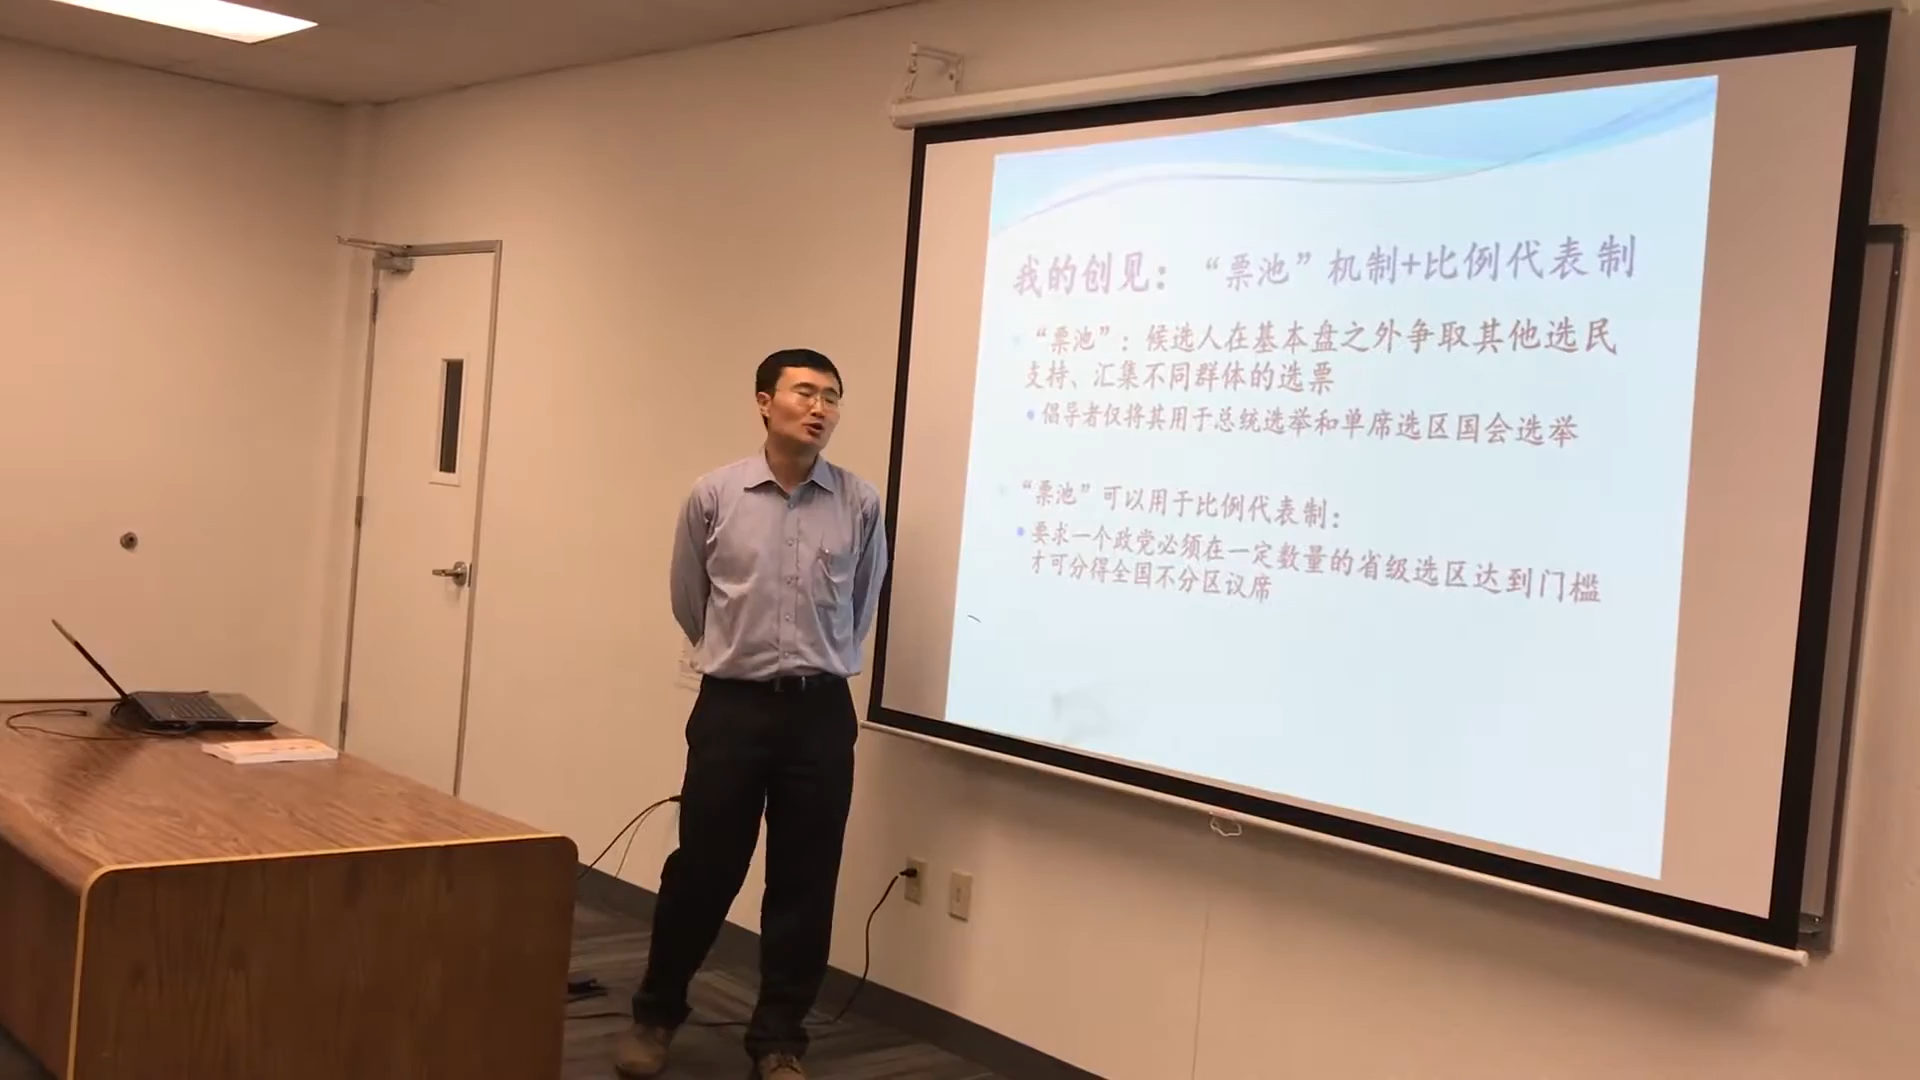 我的创见：“票池”机制+比例代表制
“票池”：候选人在基本盘之外争取其他选民
支持、汇集不同群体的选票
倡导者仅将其用于总统选举和单席选区国会选举
“票池”可以用于比例代表制：
要求一个政党必须在一定数量的省级选区达到门槛
才可分得全国不分区议席